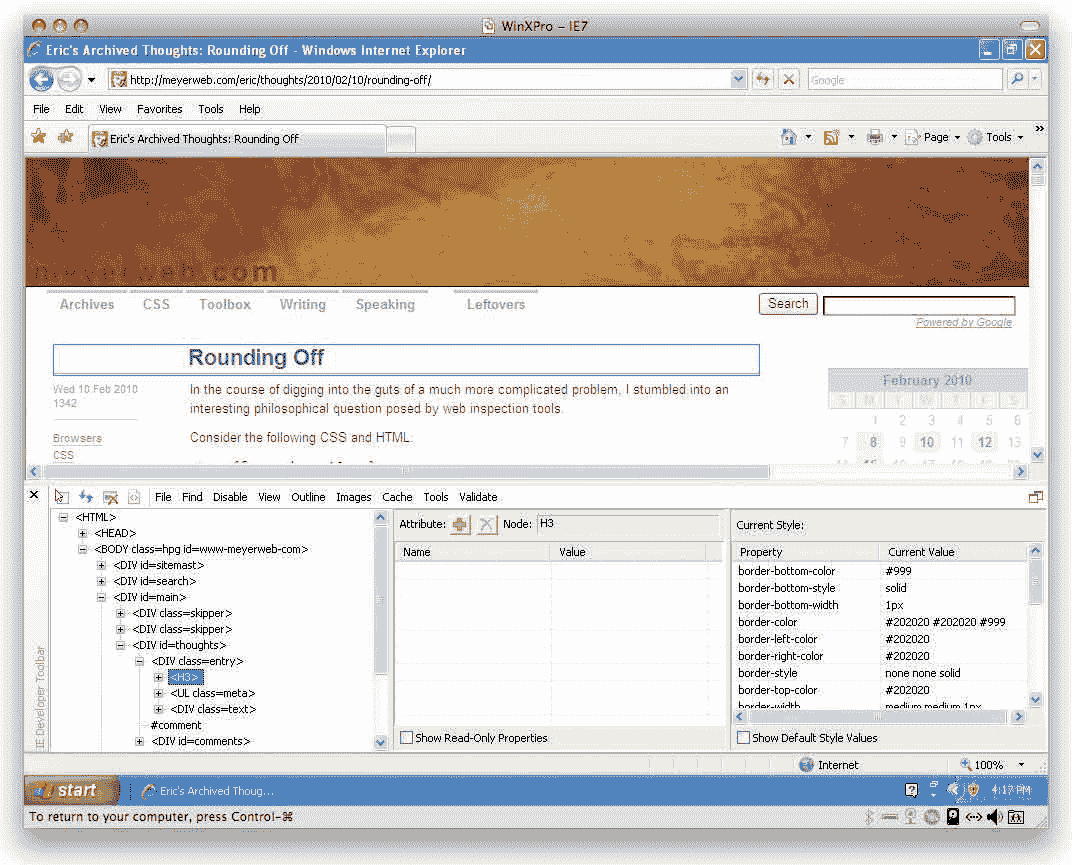 WinXPro – IE7
Eric's Archived Thoughts: Rounding Off - Windows Internet Explorer
http://meyerweb.com/eric/thoughts/2010/02/10/rounding-off/
Google
File Edit View Favorites Tools Help
Eric's Archived Thoughts: Rounding Off
Page Tools »
meyerweb.com
Archives CSS Toolbox Writing Speaking Leftovers
Search
Powered by Google
Rounding Off
Wed 10 Feb 2010
1342
In the course of digging into the guts of a much more complicated problem, I stumbled into an
interesting philosophical question posed by web inspection tools.
Consider the following CSS and HTML:
Browsers
CSS
February 2010
S M T W T F S
1 2 3 4 5 6
7 8 9 10 11 12 13
File Find Disable View Outline Images Cache Tools Validate
IE Developer Toolbar
<HTML>
<HEAD>
<BODY class=hpg id=www-meyerweb-com>
<DIV id=sitemast>
<DIV id=search>
<DIV id=main>
<DIV class=skipper>
<DIV class=skipper>
<DIV id=thoughts>
<DIV class=entry>
<H3>
<UL class=meta>
<DIV class=text>
#comment
<DIV id=comments>
Attribute: Node: H3
Name Value
Show Read-Only Properties
Current Style:
Property Current Value
border-bottom-color #999
border-bottom-style solid
border-bottom-width 1px
border-color #202020 #202020 #999
border-left-color #202020
border-right-color #202020
border-style none none solid
border-top-color #202020
border-width medium medium 1px
Show Default Style Values
Internet 100%
start Eric's Archived Thoug... 4:17 PM
To return to your computer, press Control-⌘